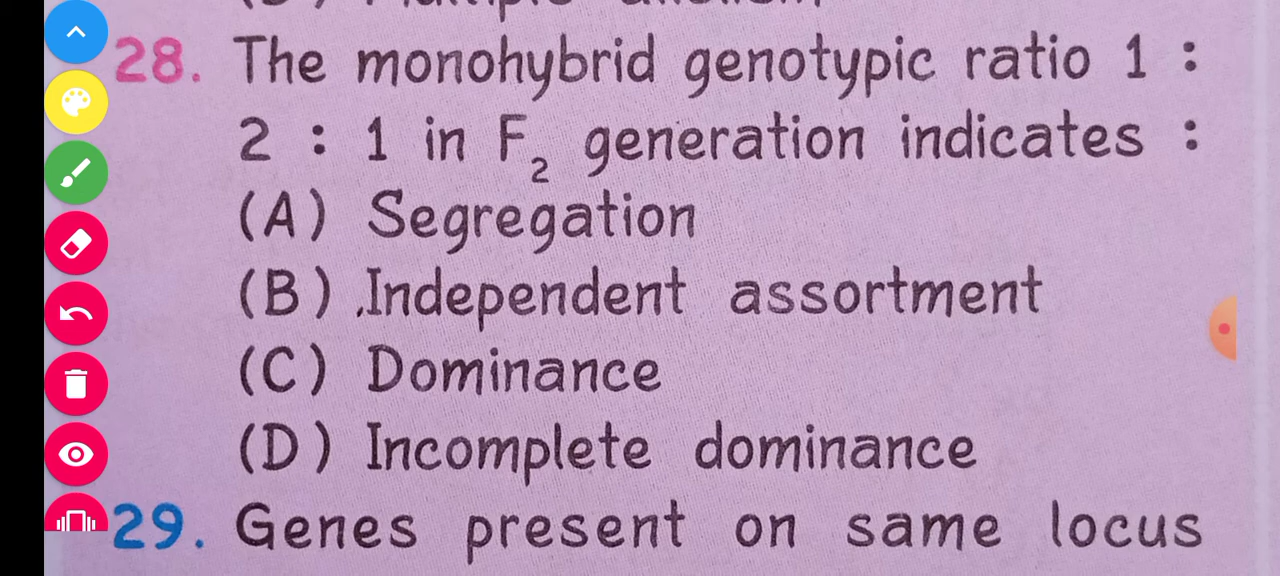 28. The monohybrid genotypic ratio 1 :
2 : 1 in F₂ generation indicates :
(A) Segregation
(B) Independent assortment
(C) Dominance
(D) Incomplete dominance
29. Genes present on same locus